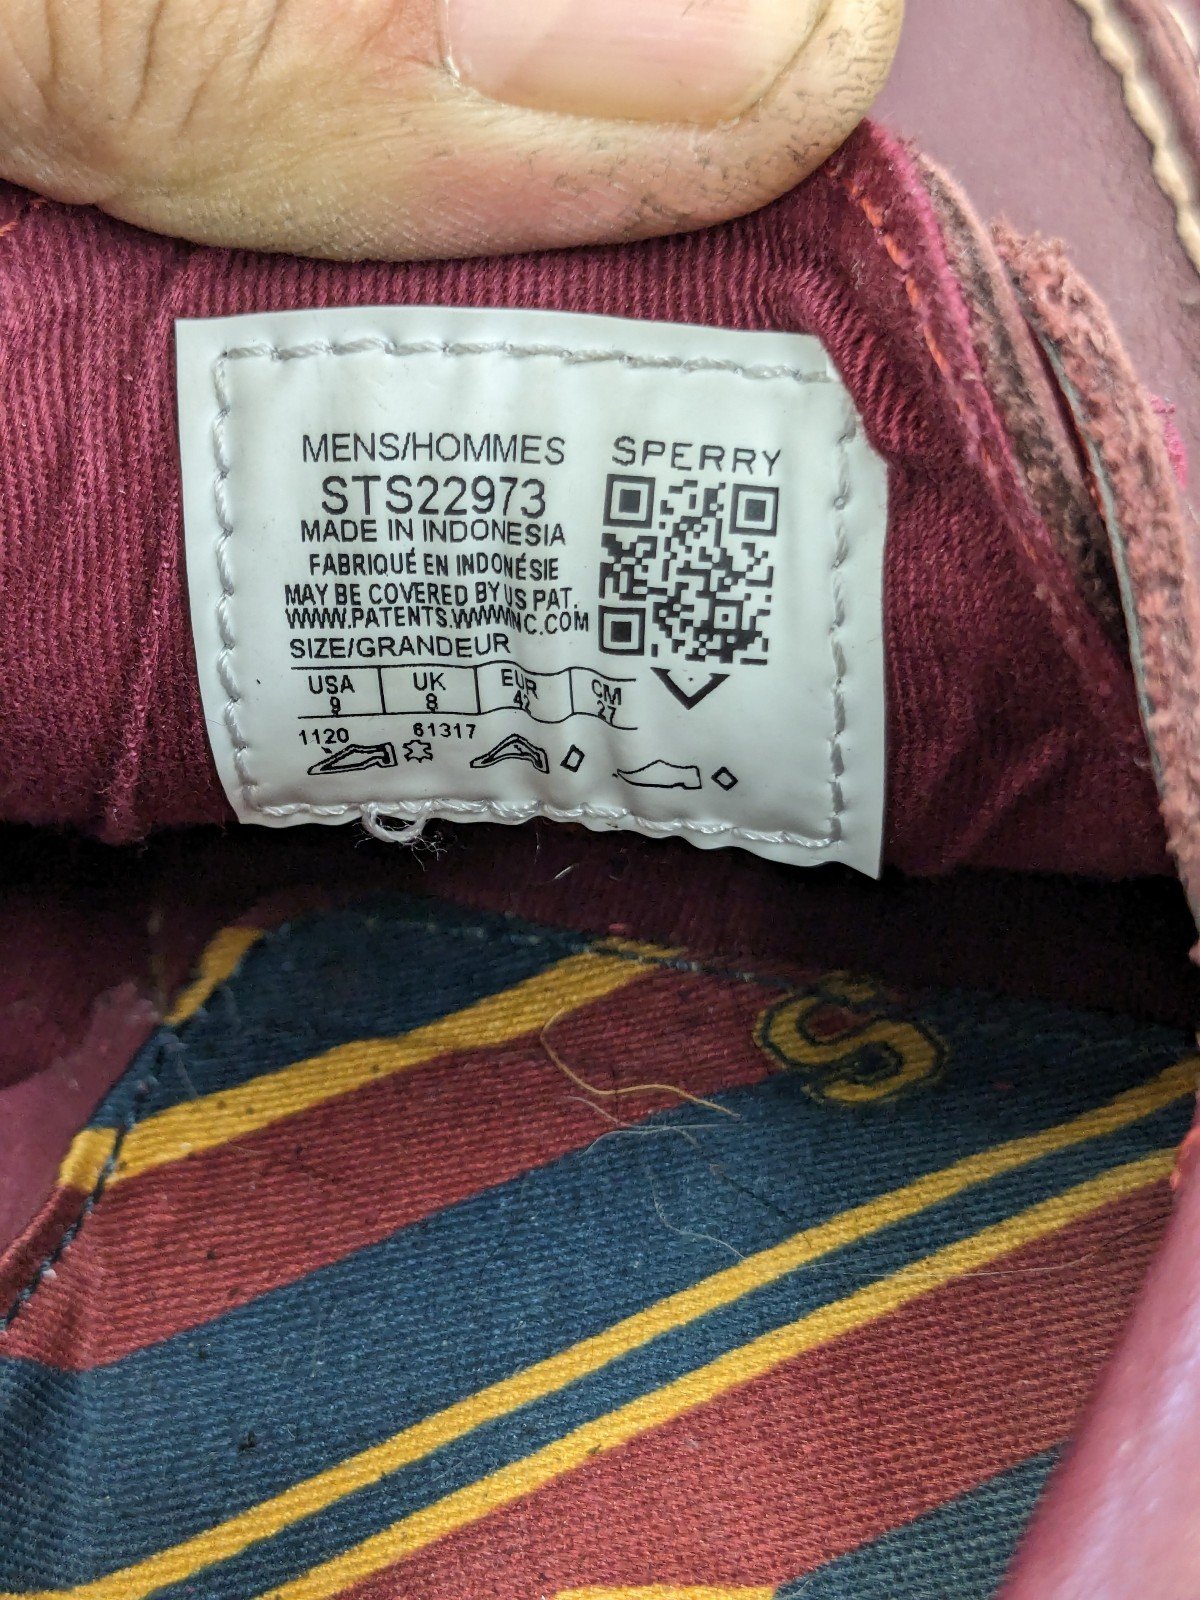 MENS/HOMMES
STS22973
MADE IN INDONESIA
FABRIQUÉ EN INDONÉSIE
MAY BE COVERED BY US PAT.
WWW.PATENTS.WWWINC.COM
SIZE/GRANDEUR
USA UK EUR CM
9 8 42 27
1120 61317
SPERRY
S